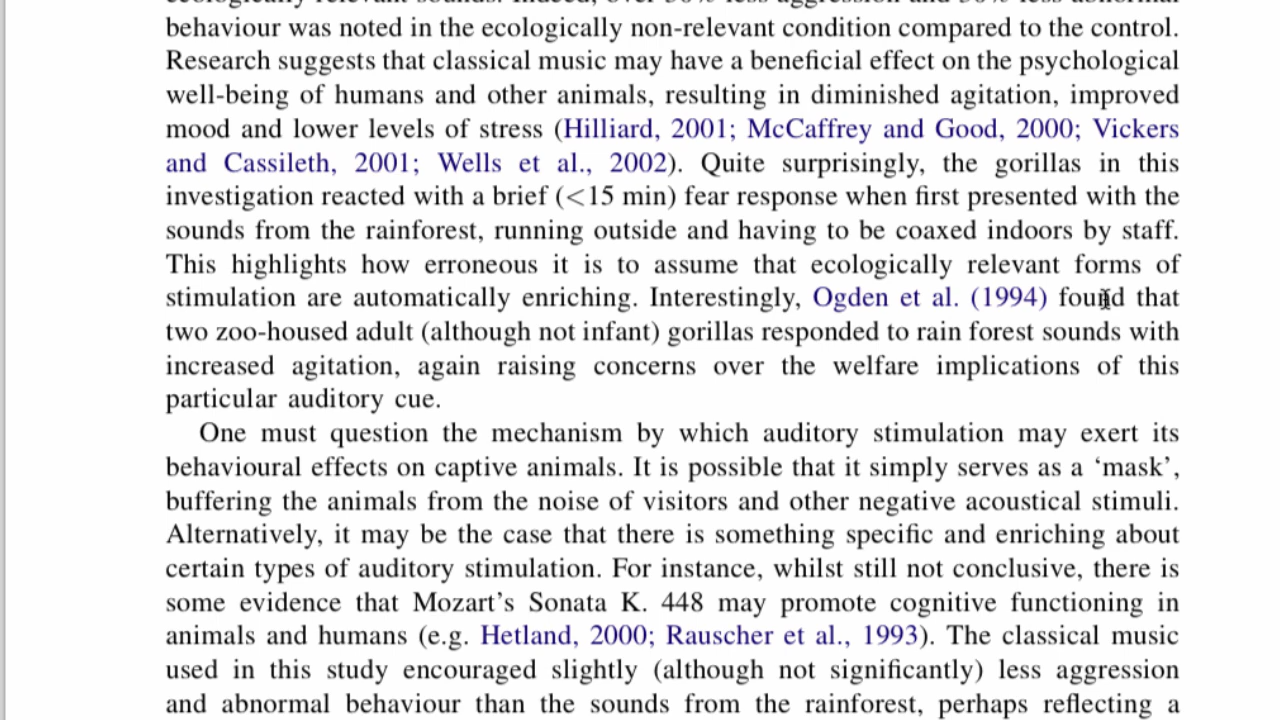 behaviour was noted in the ecologically non-relevant condition compared to the control.
Research suggests that classical music may have a beneficial effect on the psychological
well-being of humans and other animals, resulting in diminished agitation, improved
mood and lower levels of stress (Hilliard, 2001; McCaffrey and Good, 2000; Vickers
and Cassileth, 2001; Wells et al., 2002). Quite surprisingly, the gorillas in this
investigation reacted with a brief (<15 min) fear response when first presented with the
sounds from the rainforest, running outside and having to be coaxed indoors by staff.
This highlights how erroneous it is to assume that ecologically relevant forms of
stimulation are automatically enriching. Interestingly, Ogden et al. (1994) found that
two zoo-housed adult (although not infant) gorillas responded to rain forest sounds with
increased agitation, again raising concerns over the welfare implications of this
particular auditory cue.
One must question the mechanism by which auditory stimulation may exert its
behavioural effects on captive animals. It is possible that it simply serves as a ‘mask’,
buffering the animals from the noise of visitors and other negative acoustical stimuli.
Alternatively, it may be the case that there is something specific and enriching about
certain types of auditory stimulation. For instance, whilst still not conclusive, there is
some evidence that Mozart’s Sonata K. 448 may promote cognitive functioning in
animals and humans (e.g. Hetland, 2000; Rauscher et al., 1993). The classical music
used in this study encouraged slightly (although not significantly) less aggression
and abnormal behaviour than the sounds from the rainforest, perhaps reflecting a